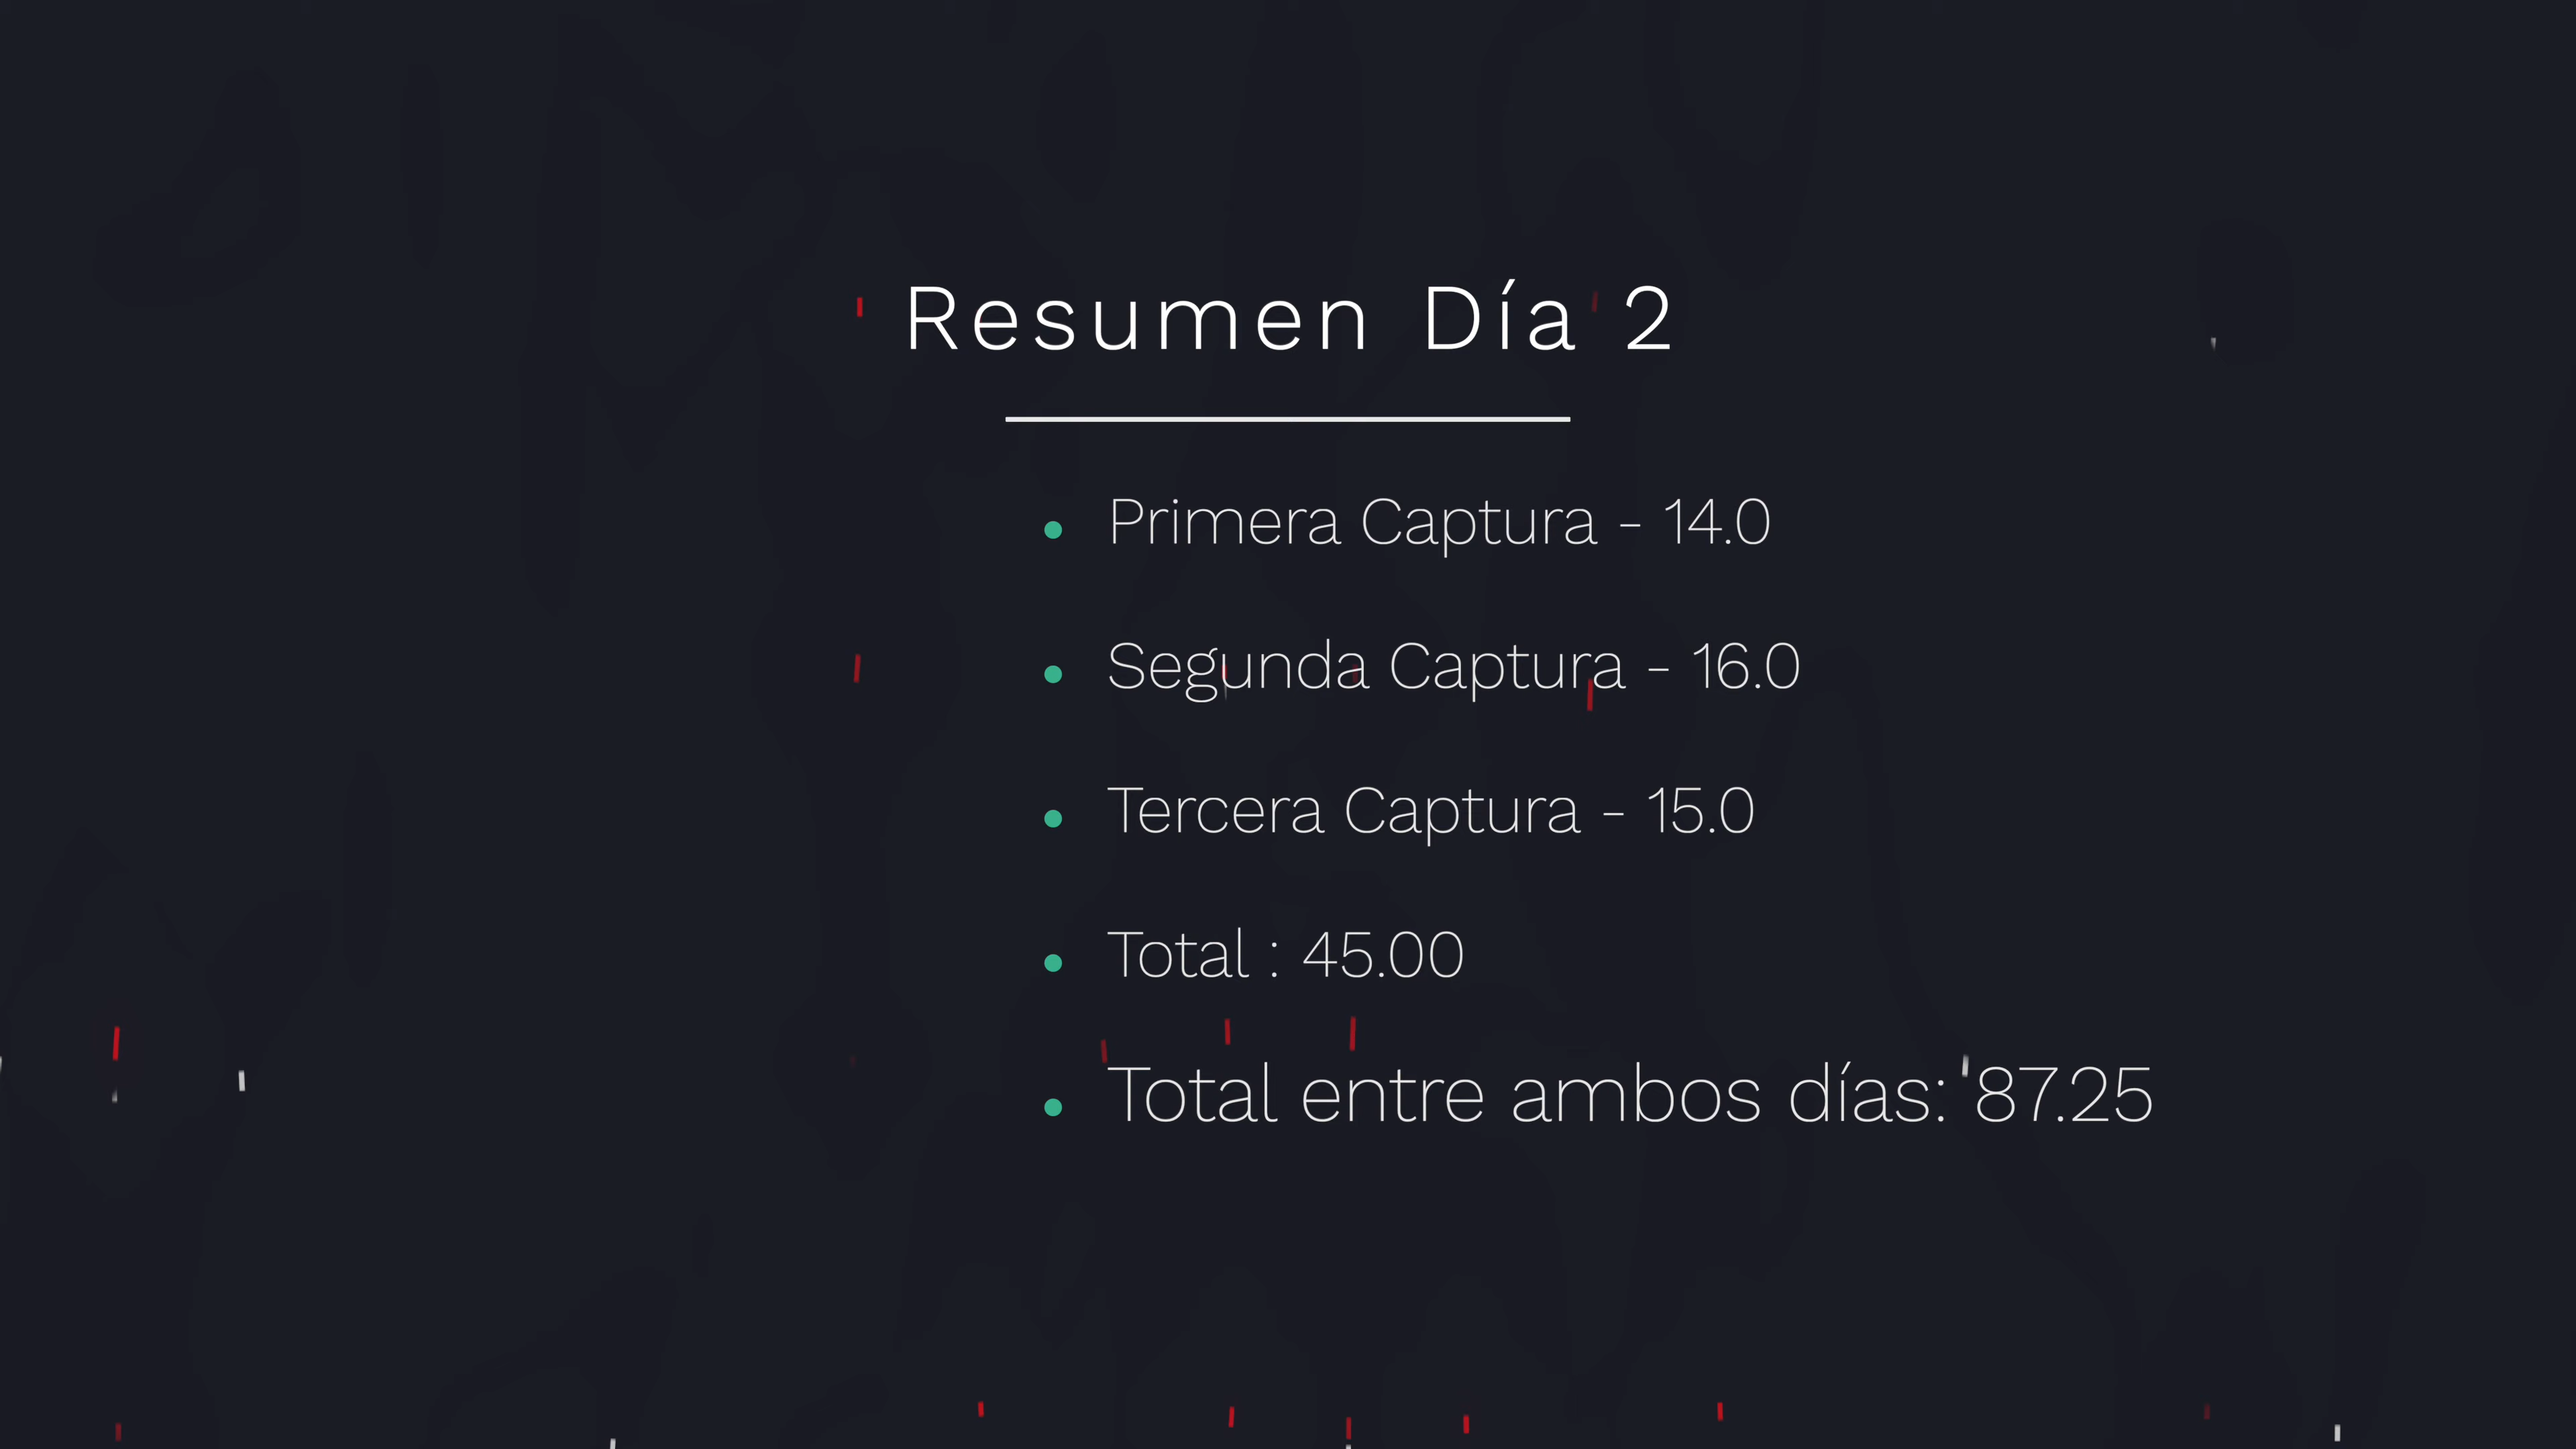 Resumen Día 2
Primera Captura - 14.0
Segunda Captura - 16.0
Tercera Captura - 15.0
Total : 45.00
Total entre ambos días: 87.25